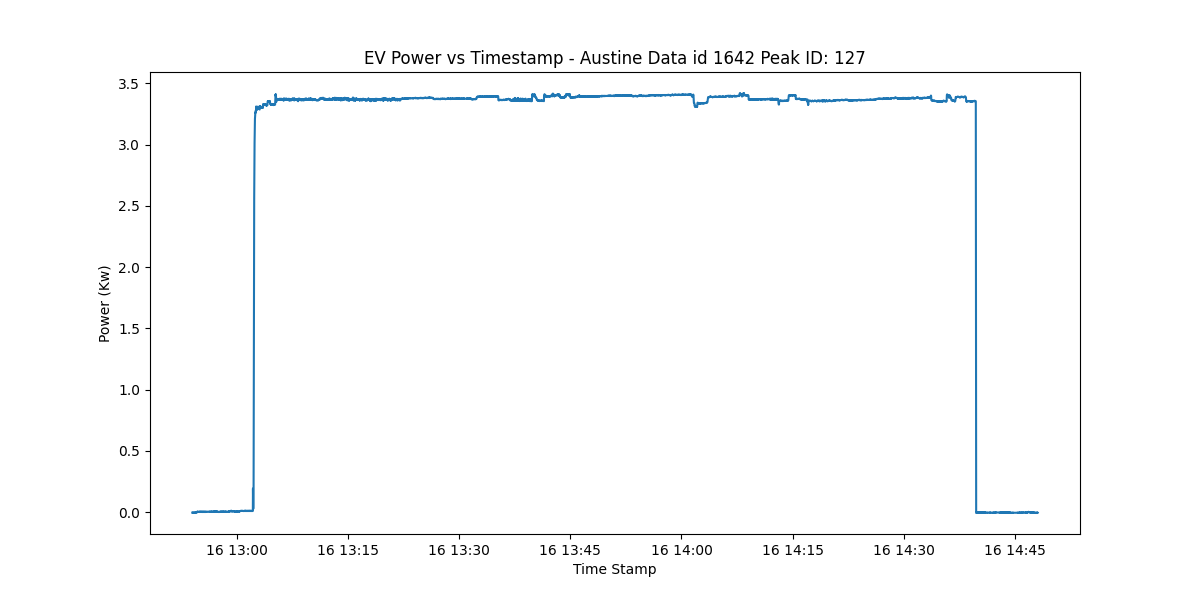 EV Power vs Timestamp - Austine Data id 1642 Peak ID: 127
3.5
3.0
2.5
2.0
1.5
1.0
0.5
0.0
Power (Kw)
16 13:00 16 13:15 16 13:30 16 13:45 16 14:00 16 14:15 16 14:30 16 14:45
Time Stamp